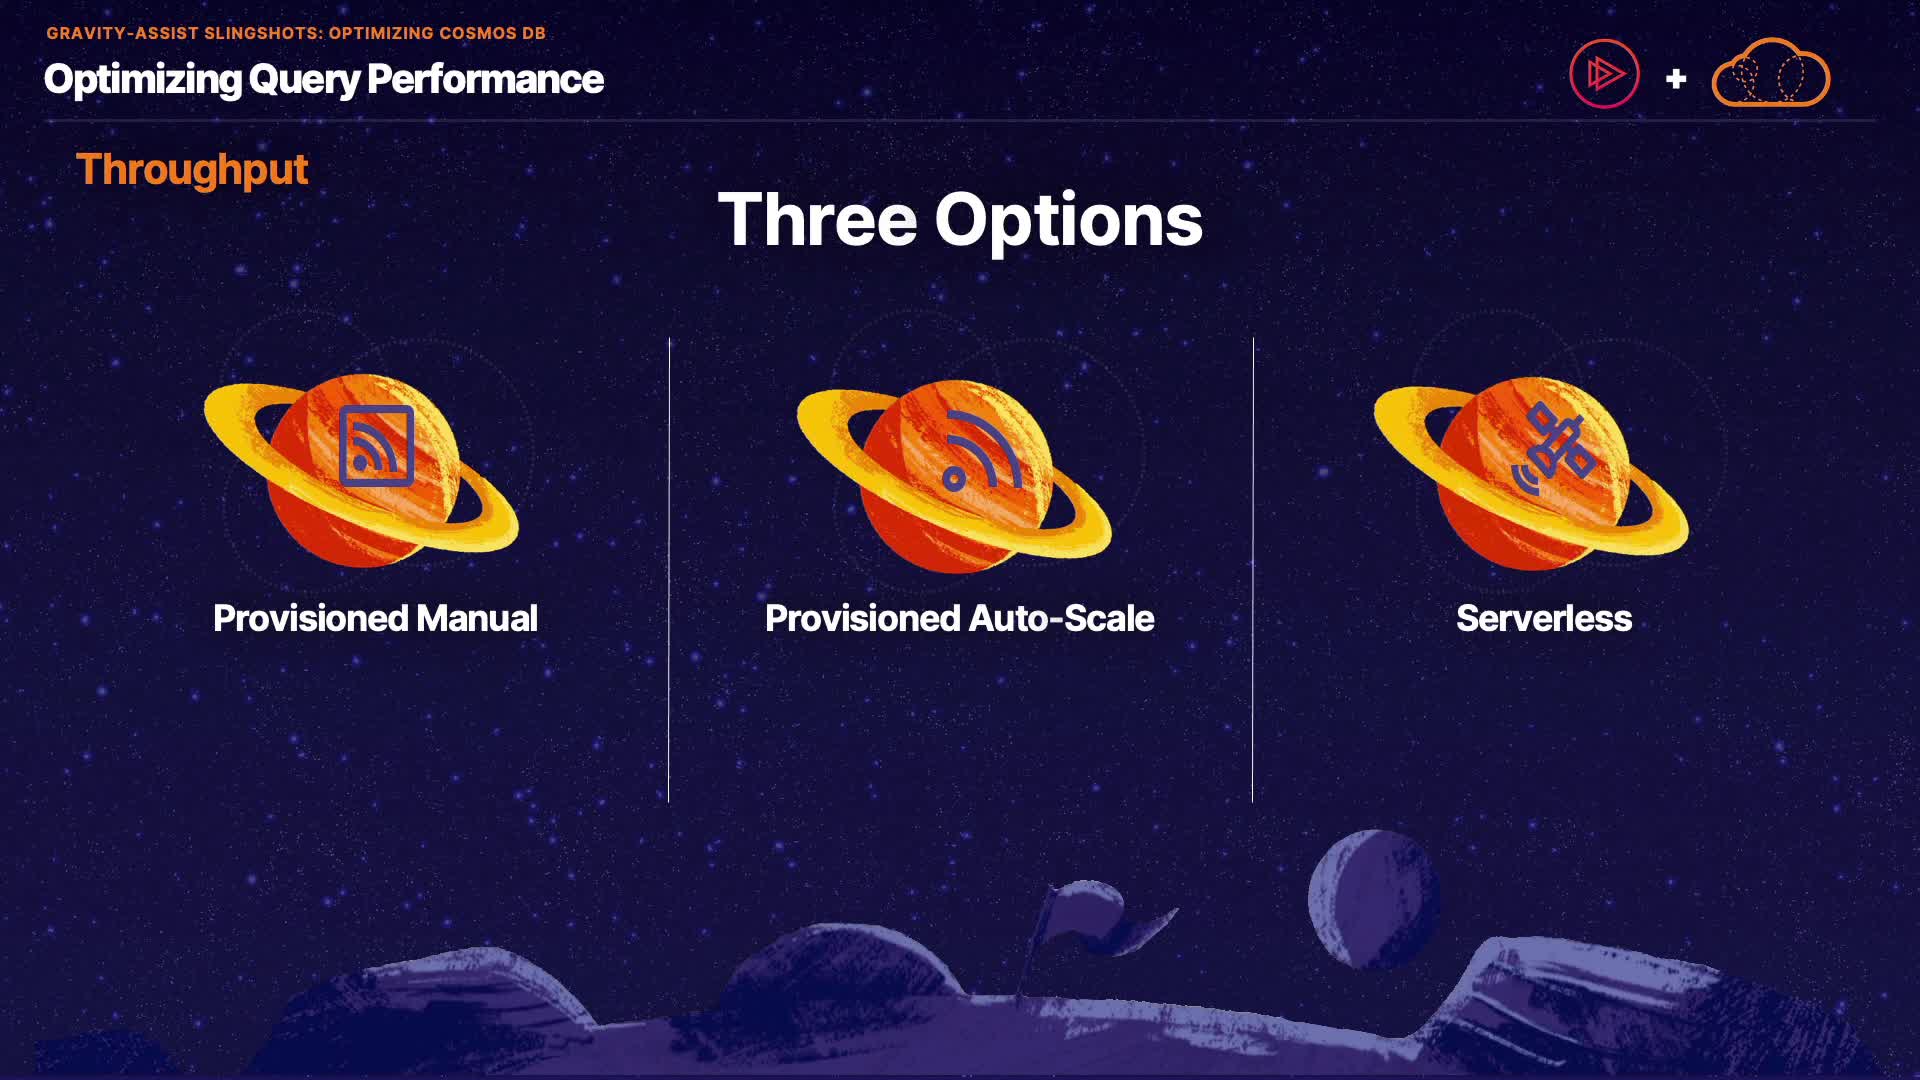 GRAVITY-ASSIST SLINGSHOTS: OPTIMIZING COSMOS DB
Optimizing Query Performance
+
Throughput
Three Options
Provisioned Manual
Provisioned Auto-Scale
Serverless